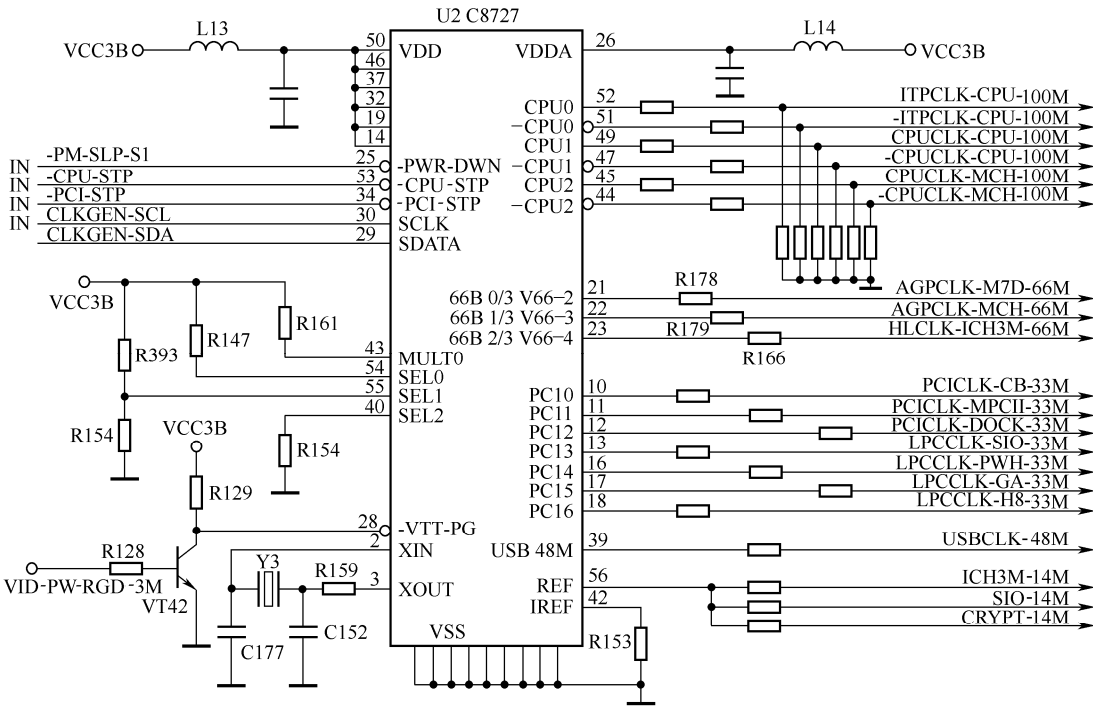 U2 C8727
L13
L14
VCC3B
50
VDD
VDDA
26
VCC3B
46
37
32
19
14
CPU0
52
ITPCLK-CPU-100M
−CPU0
51
-ITPCLK-CPU-100M
CPU1
49
CPUCLK-CPU-100M
−CPU1
47
-CPUCLK-CPU-100M
CPU2
45
CPUCLK-MCH-100M
−CPU2
44
-CPUCLK-MCH-100M
IN
-PM-SLP-S1
25
-PWR-DWN
IN
-CPU-STP
53
-CPU-STP
IN
-PCI-STP
34
-PCI-STP
IN
CLKGEN-SCL
30
SCLK
CLKGEN-SDA
29
SDATA
VCC3B
R393
R147
R161
66B 0/3 V66−2
21
R178
AGPCLK-M7D-66M
66B 1/3 V66−3
22
R179
AGPCLK-MCH-66M
66B 2/3 V66−4
23
R166
HLCLK-ICH3M-66M
43
MULT0
54
SEL0
55
SEL1
40
SEL2
R154
R154
VCC3B
R129
PC10
10
PCICLK-CB-33M
PC11
11
PCICLK-MPCII-33M
PC12
12
PCICLK-DOCK-33M
PC13
13
LPCCLK-SIO-33M
PC14
16
LPCCLK-PWH-33M
PC15
17
LPCCLK-GA-33M
PC16
18
LPCCLK-H8-33M
28
-VTT-PG
2
XIN
3
XOUT
USB 48M
39
USBCLK-48M
REF
56
ICH3M-14M
SIO-14M
CRYPT-14M
IREF
42
R153
R128
VID-PW-RGD-3M
VT42
Y3
R159
C177
C152
VSS